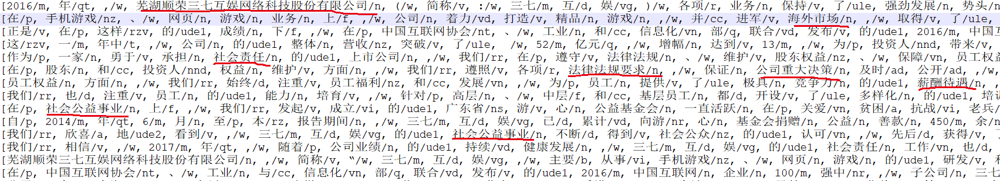 [2016/m, 年/qt, ,/w, 芜湖顺荣三七互娱网络科技股份有限公司/n, (/w, 简称/v, :/w, 三七/m, 互/d, 娱/vg, )/w, 各项/r, 业务/n, 保持/v, 了/ule, 强劲发展/n, 势头/n
[在/p, 手机游戏/nz, 、/w, 网页/n, 游戏/n, 业务/n, 上/f, ,/w, 公司/n, 着力/vd, 打造/v, 精品/n, 游戏/n, ,/w, 并/cc, 进军/v, 海外市场/n, ,/w, 取得/v, 了/ule,
[正是/v, 在/p, 这样/rzv, 的/ude1, 成绩/n, 下/f, ,/w, 在/p, 中国互联网协会/nt, 、/w, 工业/n, 和/cc, 信息化/vn, 部/q, 联合/vd, 发布/v, 的/ude1, 2016/m, 中国互
[这/rzv, 一/m, 年中/t, ,/w, 公司/n, 的/ude1, 整体/n, 营收/nz, 突破/v, 了/ule,  /w, 52/m, 亿元/q, ,/w, 增幅/n, 达到/v, 13/m, ,/w, 为/p, 投资人/nnd, 带来/v,
[作为/p, 一家/n, 勇于/v, 承担/n, 社会责任/n, 的/ude1, 上市公司/n, ,/w, 我们/rr, 在/p, 遵守/v, 法律法规/n, 、/w, 维护/v, 股东权益/nz, 、/w, 保障/vn, 员工权益
[在/p, 股东/n, 和/cc, 投资人/nnd, 权益/n, 维护/v, 方面/n, ,/w, 我们/rr, 遵照/v, 各项/r, 法律法规要求/n, ,/w, 保证/n, 公司重大决策/n, 及时/ad, 公开/ad, ,/w,
[员工权益/n, 方面/n, ,/w, 我们/rr, 始终/d, 注重/v, 员工福利/nz, 和/cc, 发展/vn, ,/w, 为/p, 员工/n, 提供/v, 了/ule, 极具/n, 竞争力/n, 的/ude1, 薪酬待遇/n, ,
[我们/rr, 也/d, 注重/v, 员工/n, 的/ude1, 能力/n, 培育/v, ,/w, 针对/p, 高层/n, 、/w, 中层/f, 和/cc, 基层员工/n, 都/d, 开设/v, 了/ule, 多样化/n, 的/ude1, 培训
[在/p, 社会公益事业/n, 上/f, ,/w, 我们/rr, 发起/v, 成立/vi, 的/ude1, 广东省/ns, 游/v, 心/n, 公益基金会/n, 一直活跃/n, 在/p, 关爱/vn, 贫困/a, 抗战/vi, 老兵/
[自/p, 2014/m, 年/qt, 6/m, 月/n, 至/p, 本/rz, 报告期间/n, ,/w, 三七/m, 互/d, 娱/vg, 已/d, 累计/vd, 向游/nr, 心/n, 基金会捐赠/n, 公益/n, 善款/n, 450/m, 余/n
[我们/rr, 欣喜/a, 地/ude2, 看到/v, ,/w, 三七/m, 互/d, 娱/vg, 的/ude1, 社会公益事业/n, 不断/d, 得到/v, 社会公众/nz, 的/ude1, 认可/vn, ,/w, 先后/d, 获得/v,
[我们/rr, 相信/v, ,/w, 2017/m, 年/qt, ,/w, 随着/p, 公司业绩/n, 的/ude1, 持续/vd, 健康发展/n, ,/w, 三七/m, 互/d, 娱/vg, 的/ude1, 社会责任/n, 工作/vn, 也/d,
[芜湖顺荣三七互娱网络科技股份有限公司/n, ,/w, 简称/v, “/w, 三七/m, 互/d, 娱/vg, ,/w, 主要/b, 从事/vi, 手机游戏/nz, 、/w, 网页/n, 游戏/n, 的/ude1, 研发/v, 和
[在/p, 中国互联网协会/nt, 、/w, 工业/n, 与/cc, 信息化/vn, 部/q, 联合/vd, 发布/v, 的/ude1, 2016/m, 中国互联网/n, 企业/n, 100/m, 强中/nr, ,/w, 子公司/n, 三七